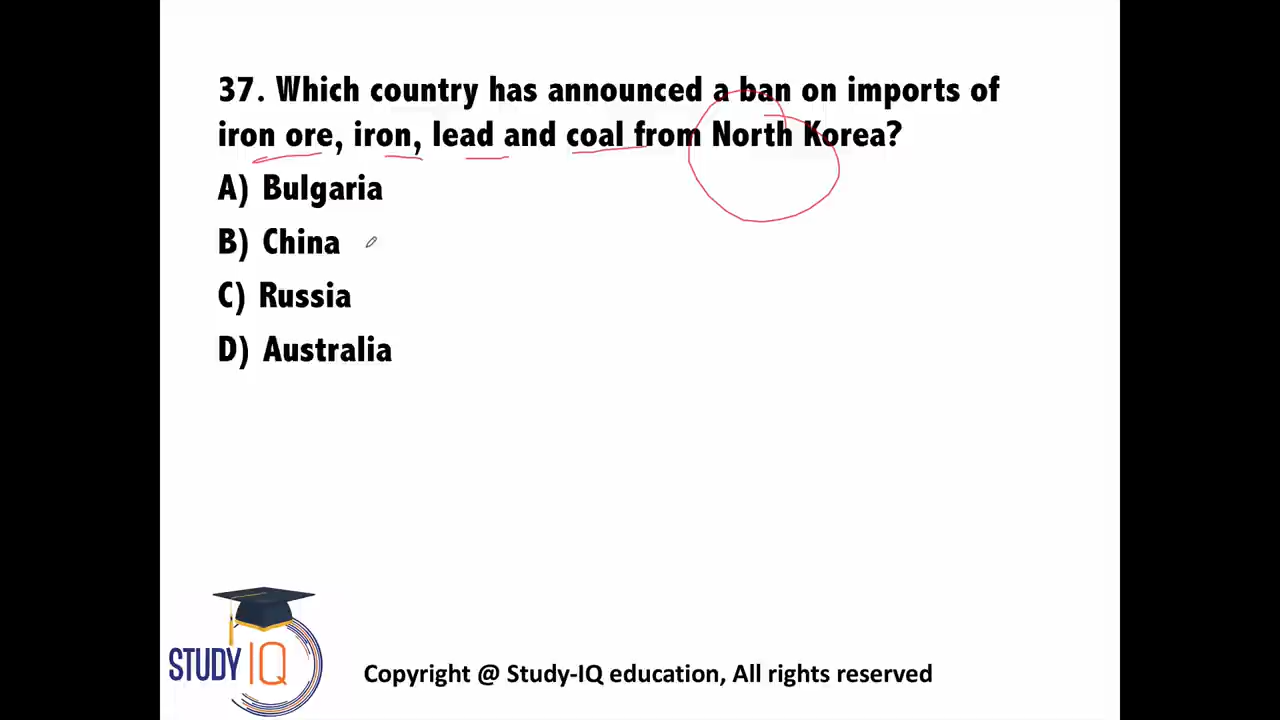 37. Which country has announced a ban on imports of
iron ore, iron, lead and coal from North Korea?
A) Bulgaria
B) China
C) Russia
D) Australia
STUDY IQ
Copyright @ Study-IQ education, All rights reserved